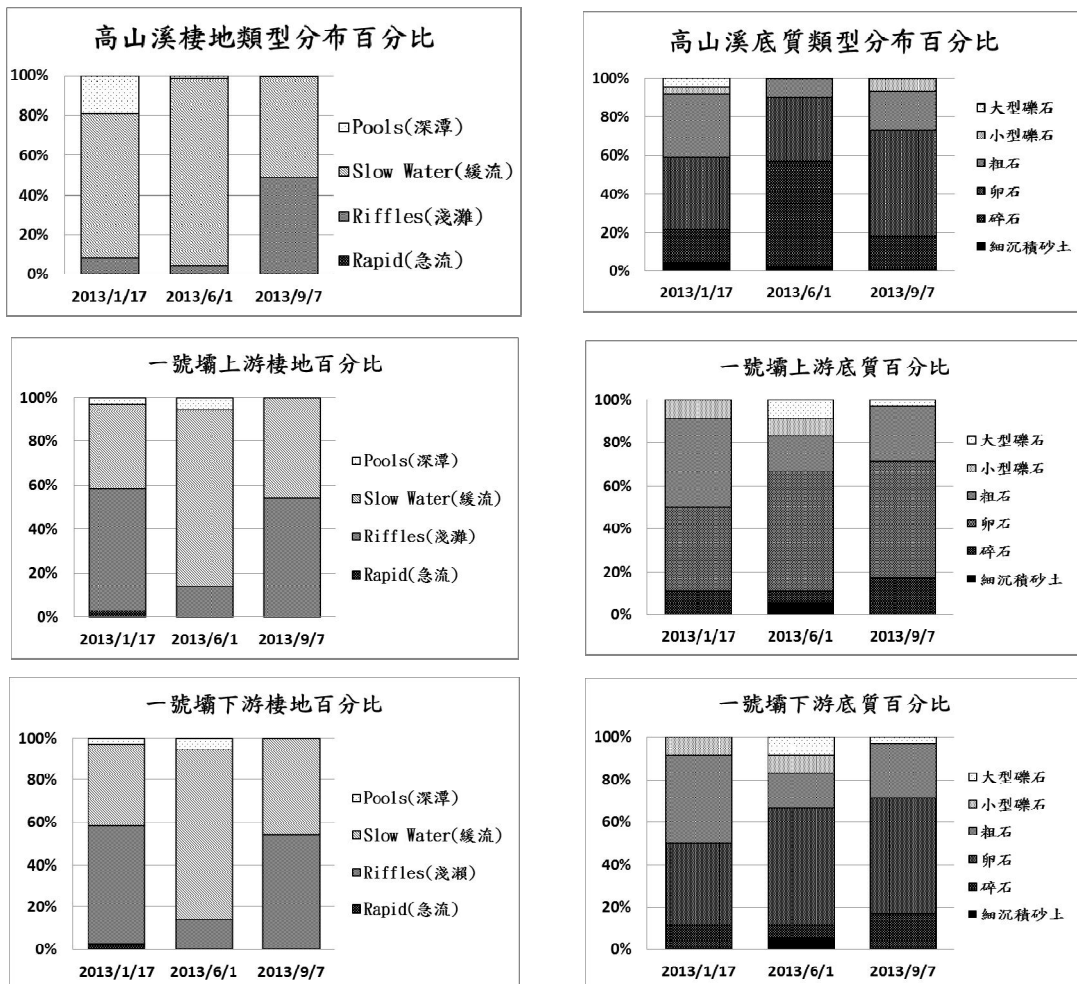 高山溪棲地類型分布百分比
100%
80%
60%
40%
20%
0%
2013/1/17 2013/6/1 2013/9/7
Pools(深潭)
Slow Water(緩流)
Riffles(淺灘)
Rapid(急流)
高山溪底質類型分布百分比
100%
80%
60%
40%
20%
0%
2013/1/17 2013/6/1 2013/9/7
大型礫石
小型礫石
粗石
卵石
碎石
細沉積砂土
一號壩上游棲地百分比
100%
80%
60%
40%
20%
0%
2013/1/17 2013/6/1 2013/9/7
Pools(深潭)
Slow Water(緩流)
Riffles(淺灘)
Rapid(急流)
一號壩上游底質百分比
100%
80%
60%
40%
20%
0%
2013/1/17 2013/6/1 2013/9/7
大型礫石
小型礫石
粗石
卵石
碎石
細沉積砂土
一號壩下游棲地百分比
100%
80%
60%
40%
20%
0%
2013/1/17 2013/6/1 2013/9/7
Pools(深潭)
Slow Water(緩流)
Riffles(淺瀨)
Rapid(急流)
一號壩下游底質百分比
100%
80%
60%
40%
20%
0%
2013/1/17 2013/6/1 2013/9/7
大型礫石
小型礫石
粗石
卵石
碎石
細沉積砂土